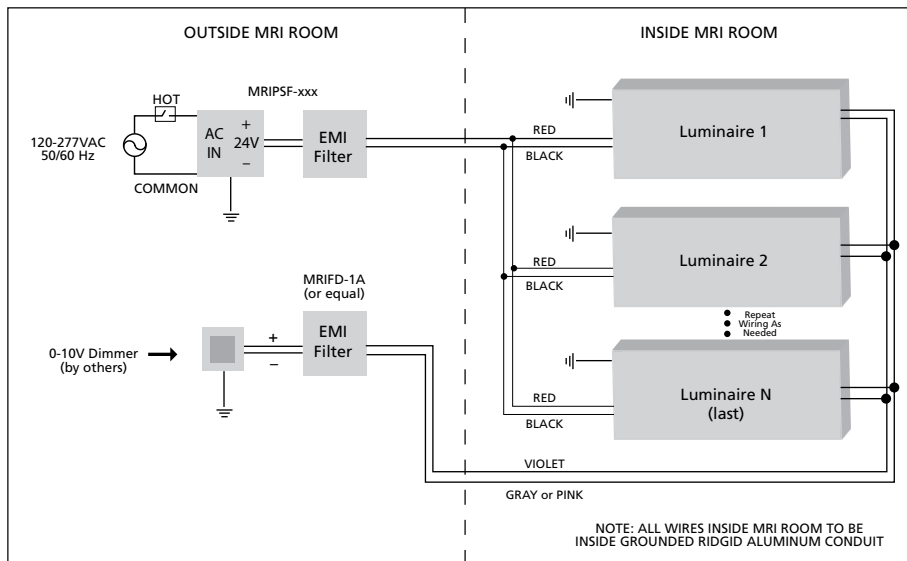 OUTSIDE MRI ROOM
INSIDE MRI ROOM
HOT
MRIPSF-xxx
120-277VAC
50/60 Hz
AC
IN
+
24V
–
EMI
Filter
COMMON
RED
BLACK
Luminaire 1
RED
BLACK
Luminaire 2
Repeat
Wiring As
Needed
MRIFD-1A
(or equal)
0-10V Dimmer
(by others)
+
–
EMI
Filter
RED
BLACK
Luminaire N
(last)
VIOLET
GRAY or PINK
NOTE: ALL WIRES INSIDE MRI ROOM TO BE
INSIDE GROUNDED RIDGID ALUMINUM CONDUIT